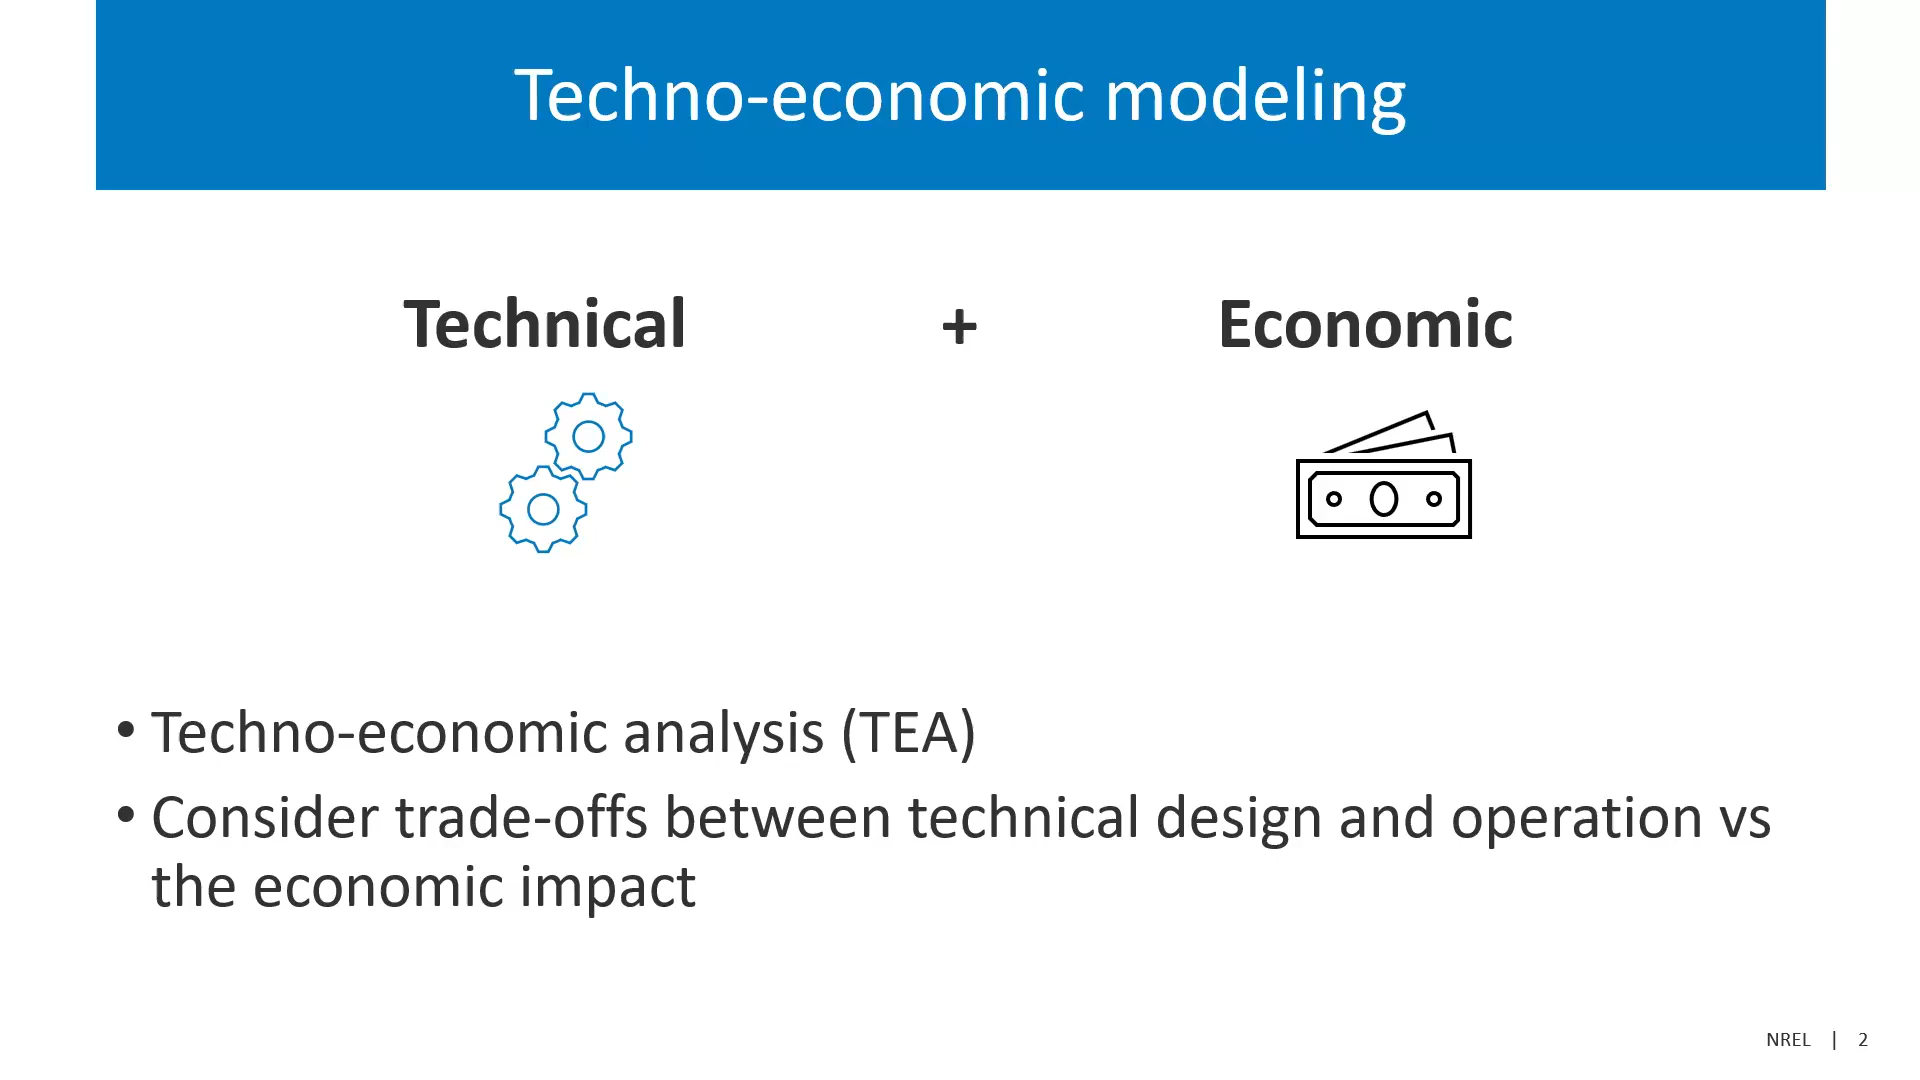 Techno-economic modeling
Technical + Economic
• Techno-economic analysis (TEA)
• Consider trade-offs between technical design and operation vs
the economic impact
NREL | 2